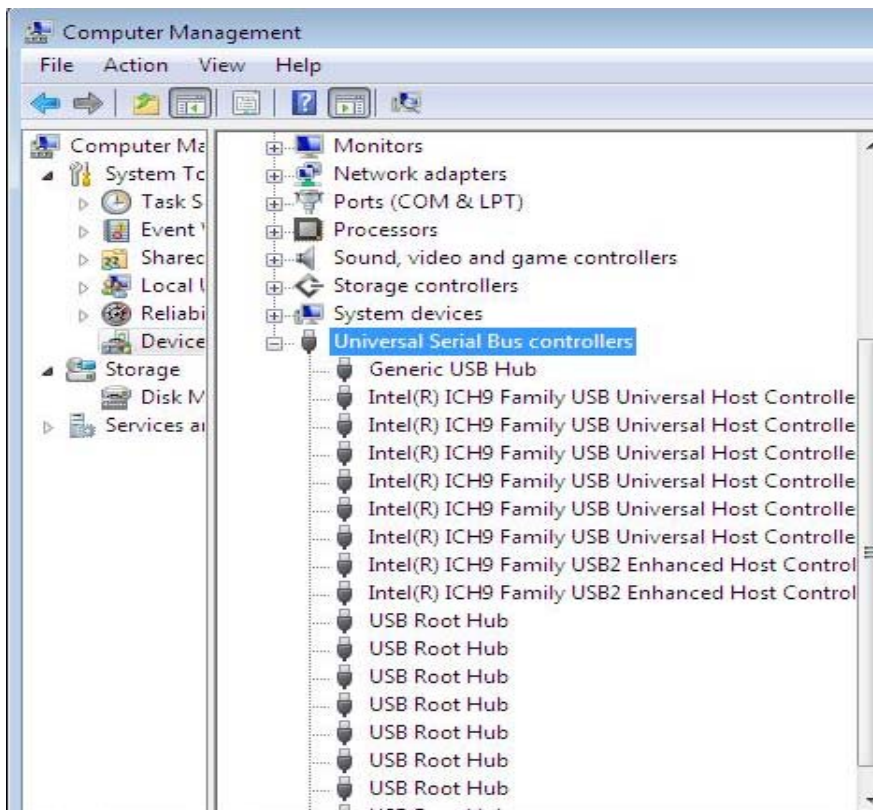 Computer Management
File Action View Help
Computer Ma
System To
Task S
Event
Shared
Local
Reliabi
Device
Storage
Disk M
Services a
Monitors
Network adapters
Ports (COM & LPT)
Processors
Sound, video and game controllers
Storage controllers
System devices
Universal Serial Bus controllers
Generic USB Hub
Intel(R) ICH9 Family USB Universal Host Controlle
Intel(R) ICH9 Family USB Universal Host Controlle
Intel(R) ICH9 Family USB Universal Host Controlle
Intel(R) ICH9 Family USB Universal Host Controlle
Intel(R) ICH9 Family USB Universal Host Controlle
Intel(R) ICH9 Family USB Universal Host Controlle
Intel(R) ICH9 Family USB2 Enhanced Host Control
Intel(R) ICH9 Family USB2 Enhanced Host Control
USB Root Hub
USB Root Hub
USB Root Hub
USB Root Hub
USB Root Hub
USB Root Hub
USB Root Hub